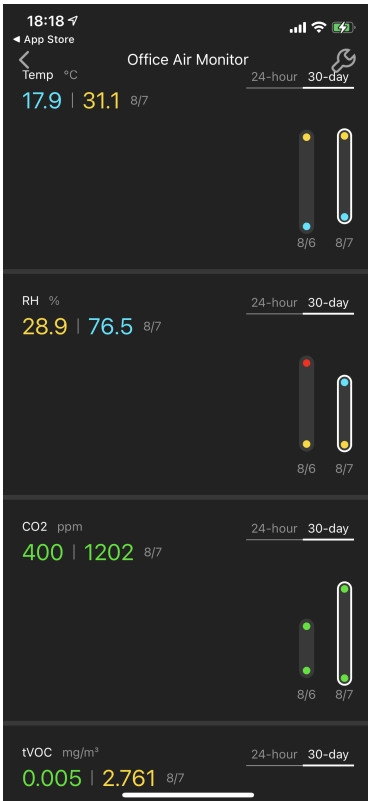 18:18
◀ App Store
Office Air Monitor
Temp °C
24-hour 30-day
17.9 | 31.1 8/7
8/6 8/7
RH %
24-hour 30-day
28.9 | 76.5 8/7
8/6 8/7
CO2 ppm
24-hour 30-day
400 | 1202 8/7
8/6 8/7
tVOC mg/m³
24-hour 30-day
0.005 | 2.761 8/7